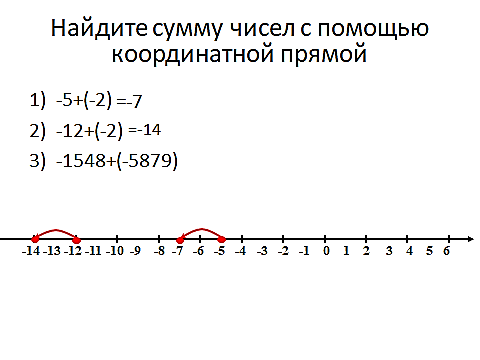 Найдите сумму чисел с помощью
координатной прямой
1) -5+(-2) =-7
2) -12+(-2) =-14
3) -1548+(-5879)
-14 -13 -12 -11 -10 -9 -8 -7 -6 -5 -4 -3 -2 -1 0 1 2 3 4 5 6